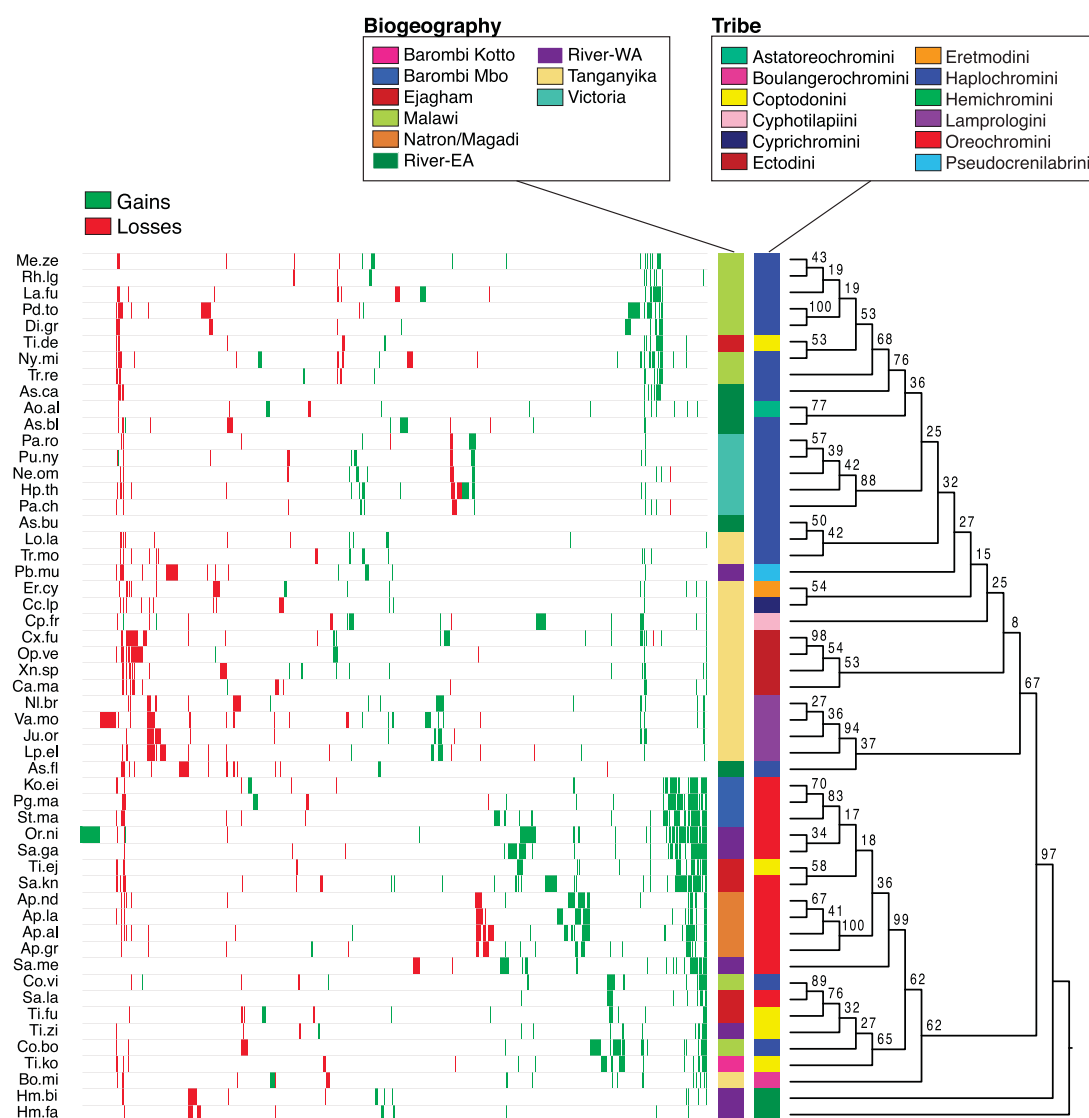 Biogeography
Barombi Kotto
Barombi Mbo
Ejagham
Malawi
Natron/Magadi
River-EA
River-WA
Tanganyika
Victoria
Tribe
Astatoreochromini
Boulangerochromini
Coptodonini
Cyphotilapiini
Cyprichromini
Ectodini
Eretmodini
Haplochromini
Hemichromini
Lamprologini
Oreochromini
Pseudocrenilabrini
Gains
Losses
Me.ze
Rh.lg
La.fu
Pd.to
Di.gr
Ti.de
Ny.mi
Tr.re
As.ca
Ao.al
As.bl
Pa.ro
Pu.ny
Ne.om
Hp.th
Pa.ch
As.bu
Lo.la
Tr.mo
Pb.mu
Er.cy
Cc.lp
Cp.fr
Cx.fu
Op.ve
Xn.sp
Ca.ma
Nl.br
Va.mo
Ju.or
Lp.el
As.fl
Ko.ei
Pg.ma
St.ma
Or.ni
Sa.ga
Ti.ej
Sa.kn
Ap.nd
Ap.la
Ap.al
Ap.gr
Sa.me
Co.vi
Sa.la
Ti.fu
Ti.zi
Co.bo
Ti.ko
Bo.mi
Hm.bi
Hm.fa
43
19
19
100
53
53
68
76
36
77
25
57
39
42
88
32
50
42
27
15
54
25
8
98
54
53
67
27
36
94
37
70
83
17
34
18
58
36
67
41
100
99
97
89
76
62
32
27
65
62